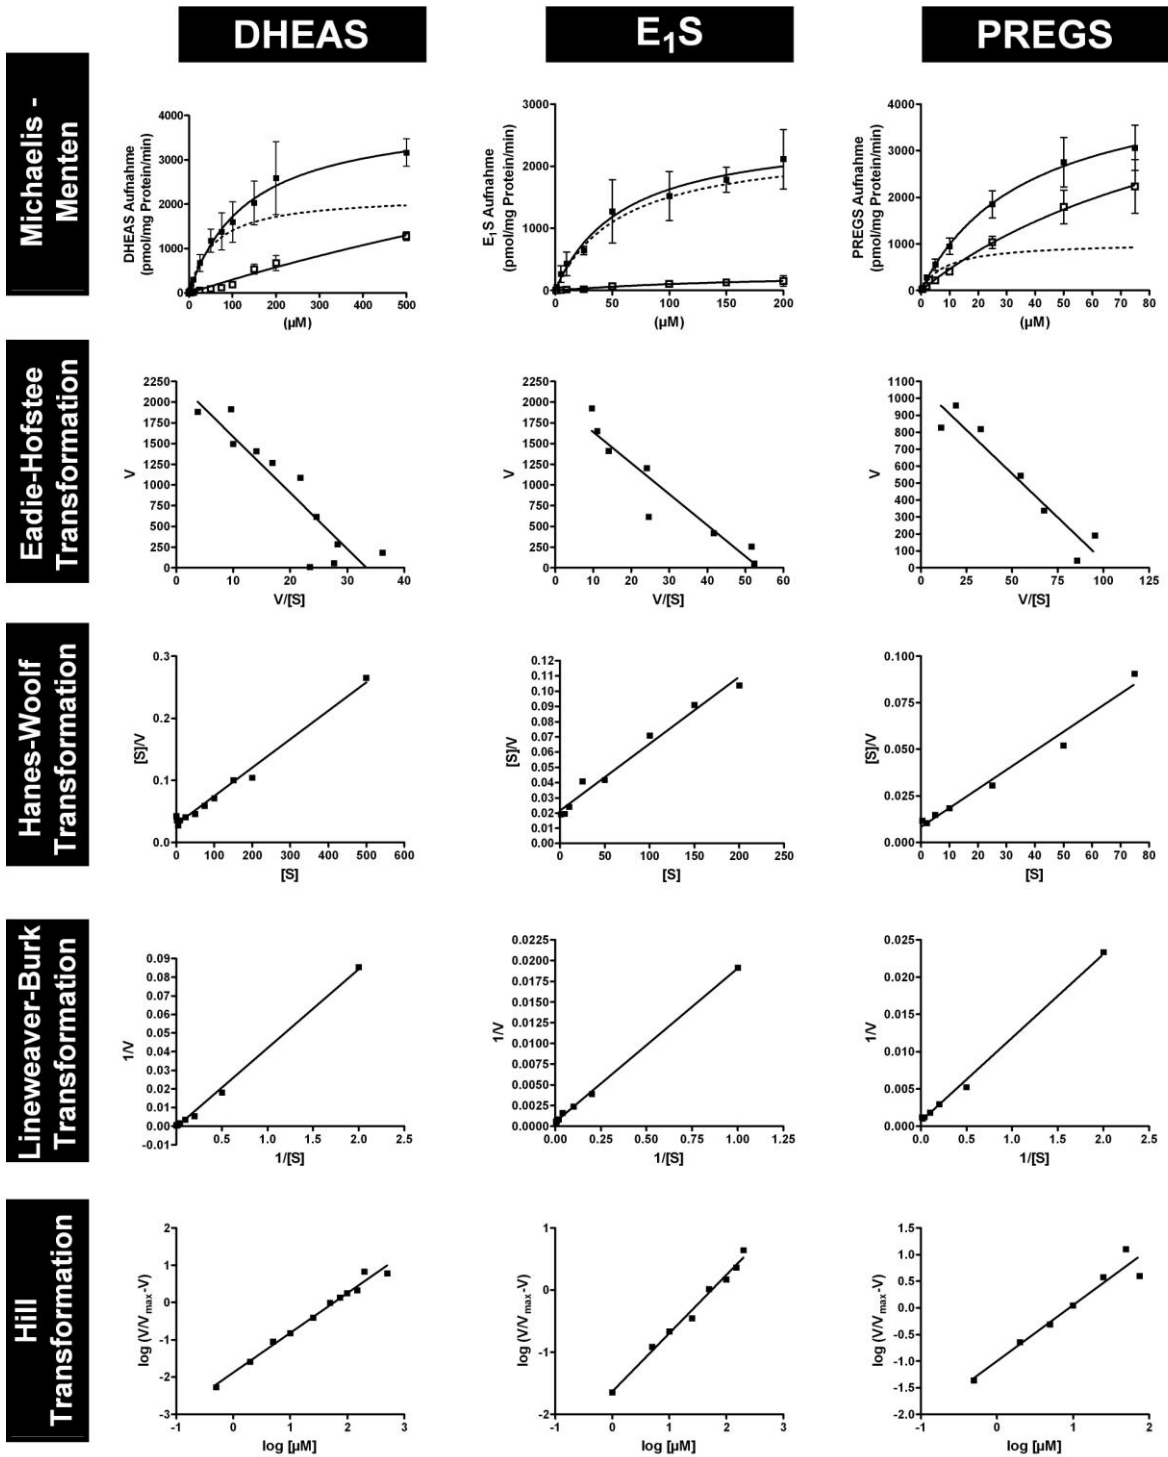 DHEAS
E₁S
PREGS
Michaelis -
Menten
DHEAS Aufnahme
(pmol/mg Protein/min)
4000
3000
2000
1000
0
0 100 200 300 400 500
(µM)
E₁S Aufnahme
(pmol/mg Protein/min)
3000
2000
1000
0
0 50 100 150 200
(µM)
PREGS Aufnahme
(pmol/mg Protein/min)
4000
3000
2000
1000
0
0 10 20 30 40 50 60 70 80
(µM)
Eadie-Hofstee
Transformation
V
2250
2000
1750
1500
1250
1000
750
500
250
0
0 10 20 30 40
V/[S]
V
2250
2000
1750
1500
1250
1000
750
500
250
0
0 10 20 30 40 50 60
V/[S]
V
1100
1000
900
800
700
600
500
400
300
200
100
0
0 25 50 75 100 125
V/[S]
Hanes-Woolf
Transformation
[S]/V
0.3
0.2
0.1
0.0
0 100 200 300 400 500 600
[S]
[S]/V
0.12
0.11
0.10
0.09
0.08
0.07
0.06
0.05
0.04
0.03
0.02
0.01
0.00
0 50 100 150 200 250
[S]
[S]/V
0.100
0.075
0.050
0.025
0.000
0 10 20 30 40 50 60 70 80
[S]
Lineweaver-Burk
Transformation
1/V
0.09
0.08
0.07
0.06
0.05
0.04
0.03
0.02
0.01
0.00
-0.01
0.5 1.0 1.5 2.0 2.5
1/[S]
1/V
0.0225
0.0200
0.0175
0.0150
0.0125
0.0100
0.0075
0.0050
0.0025
0.0000
0.00 0.25 0.50 0.75 1.00 1.25
1/[S]
1/V
0.025
0.020
0.015
0.010
0.005
0.000
0.0 0.5 1.0 1.5 2.0 2.5
1/[S]
Hill
Transformation
log (V/Vmax-V)
2
1
0
-1
-2
-3
-1 0 1 2 3
log [µM]
log (V/Vmax-V)
1
0
-1
-2
-1 0 1 2 3
log [µM]
log (V/Vmax-V)
1.5
1.0
0.5
0.0
-0.5
-1.0
-1.5
-2.0
-1 0 1 2
log [µM]